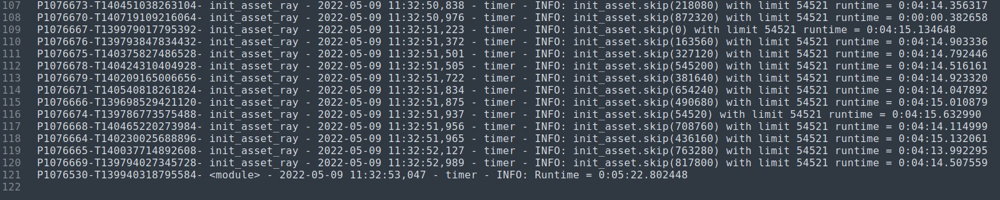 107 P1076673-T140451038263104- init_asset_ray - 2022-05-09 11:32:50,838 - timer - INFO: init_asset.skip(218080) with limit 54521 runtime = 0:04:14.356317
108 P1076670-T140719109216064- init_asset_ray - 2022-05-09 11:32:50,976 - timer - INFO: init_asset.skip(872320) with limit 54521 runtime = 0:00:00.382658
109 P1076667-T139979017795392- init_asset_ray - 2022-05-09 11:32:51,223 - timer - INFO: init_asset.skip(0) with limit 54521 runtime = 0:04:15.134648
110 P1076676-T139793847834432- init_asset_ray - 2022-05-09 11:32:51,372 - timer - INFO: init_asset.skip(163560) with limit 54521 runtime = 0:04:14.903336
111 P1076675-T140375827486528- init_asset_ray - 2022-05-09 11:32:51,501 - timer - INFO: init_asset.skip(327120) with limit 54521 runtime = 0:04:14.792446
112 P1076678-T140424310404928- init_asset_ray - 2022-05-09 11:32:51,505 - timer - INFO: init_asset.skip(545200) with limit 54521 runtime = 0:04:14.516161
113 P1076679-T140209165006656- init_asset_ray - 2022-05-09 11:32:51,722 - timer - INFO: init_asset.skip(381640) with limit 54521 runtime = 0:04:14.923320
114 P1076671-T140540818261824- init_asset_ray - 2022-05-09 11:32:51,834 - timer - INFO: init_asset.skip(654240) with limit 54521 runtime = 0:04:14.047892
115 P1076666-T139698529421120- init_asset_ray - 2022-05-09 11:32:51,875 - timer - INFO: init_asset.skip(490680) with limit 54521 runtime = 0:04:15.010879
116 P1076674-T139786773575488- init_asset_ray - 2022-05-09 11:32:51,937 - timer - INFO: init_asset.skip(54520) with limit 54521 runtime = 0:04:15.632990
117 P1076668-T140465220273984- init_asset_ray - 2022-05-09 11:32:51,956 - timer - INFO: init_asset.skip(708760) with limit 54521 runtime = 0:04:14.114999
118 P1076664-T140230025688896- init_asset_ray - 2022-05-09 11:32:51,965 - timer - INFO: init_asset.skip(436160) with limit 54521 runtime = 0:04:15.132061
119 P1076665-T140037714892608- init_asset_ray - 2022-05-09 11:32:52,127 - timer - INFO: init_asset.skip(763280) with limit 54521 runtime = 0:04:13.992295
120 P1076669-T139794027345728- init_asset_ray - 2022-05-09 11:32:52,989 - timer - INFO: init_asset.skip(817800) with limit 54521 runtime = 0:04:14.507559
121 P1076530-T139940318795584- <module> - 2022-05-09 11:32:53,047 - timer - INFO: Runtime = 0:05:22.802448
122